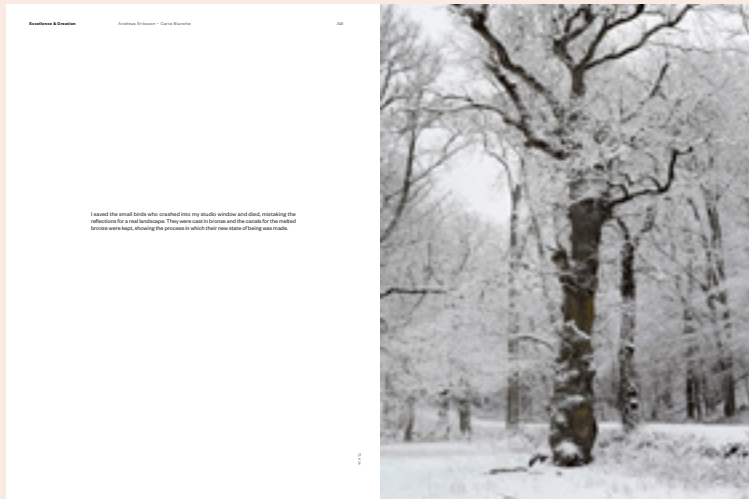 Excellence & Creation
Andreas Eriksson – Carte Blanche
I saved the small birds who crashed into my studio window and died, mistaking the
reflections for a real landscape. They were cast in bronze and the canals for the melted
bronze were kept, showing the process in which their new state of being was made.